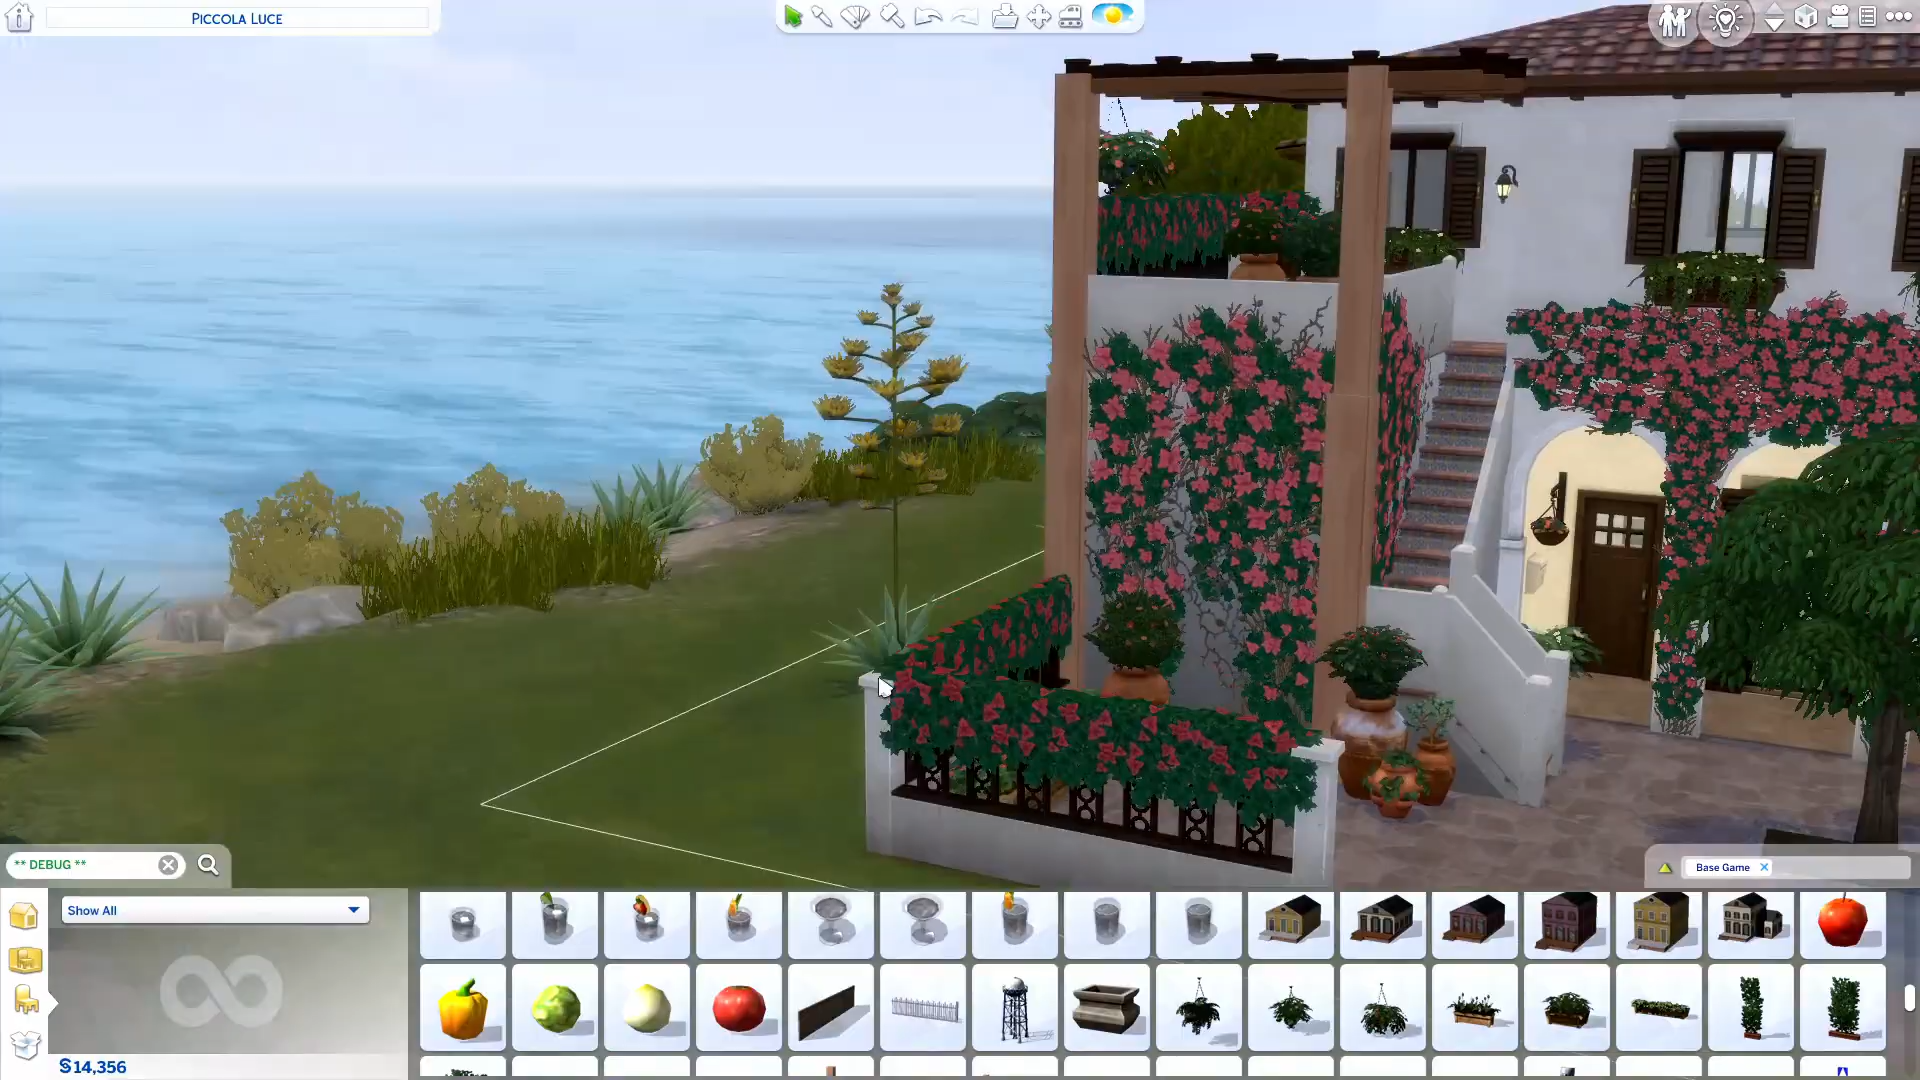 Piccola Luce
** DEBUG **
Base Game
Show All
§14,356